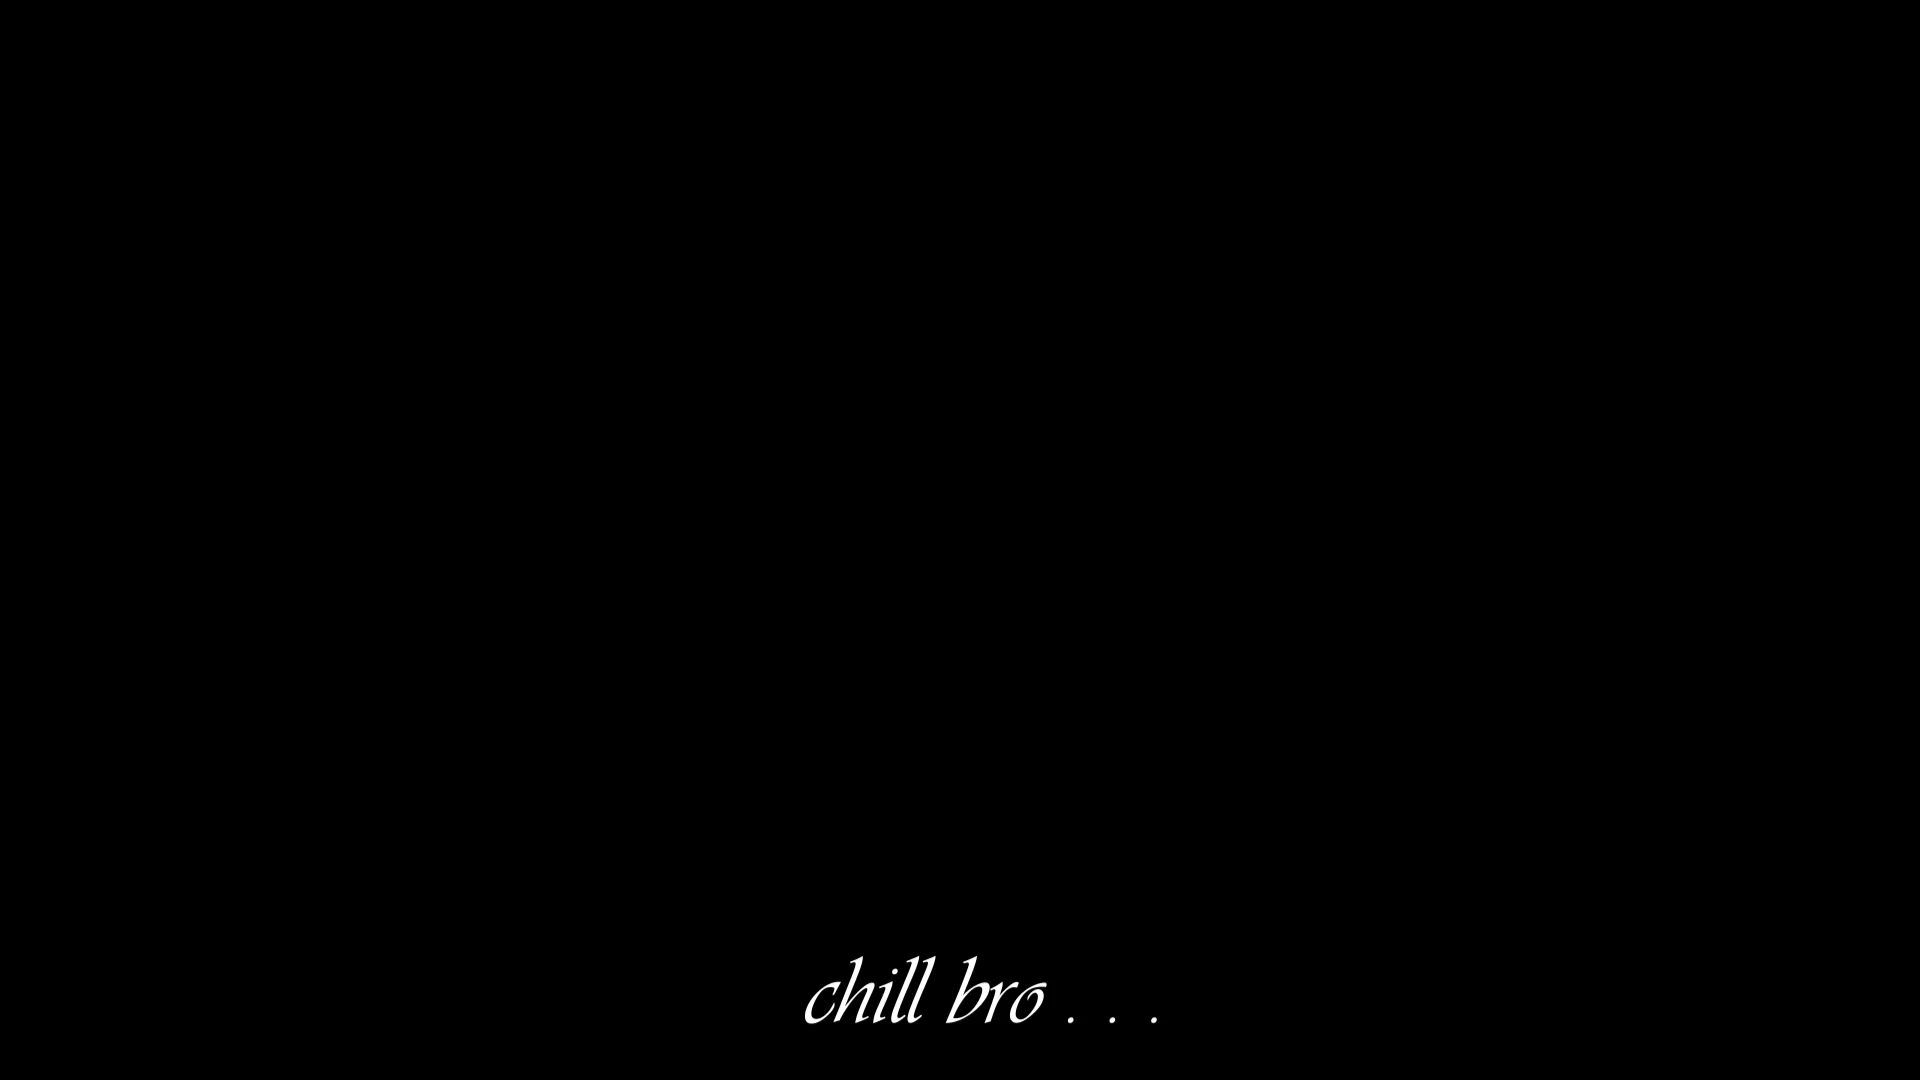 chill bro . . .